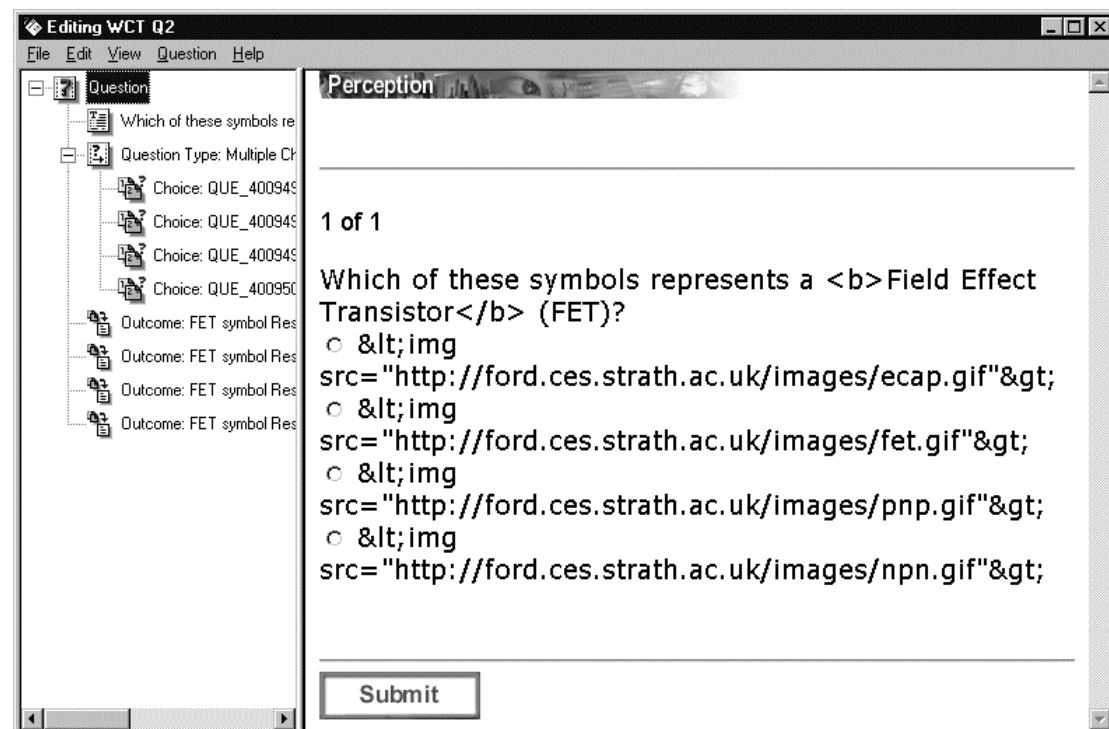 Editing WCT Q2
File Edit View Question Help
Question
Which of these symbols re
Question Type: Multiple Ch
Choice: QUE_400949
Choice: QUE_400949
Choice: QUE_400949
Choice: QUE_400950
Outcome: FET symbol Res
Outcome: FET symbol Res
Outcome: FET symbol Res
Outcome: FET symbol Res
Perception
1 of 1
Which of these symbols represents a <b>Field Effect
Transistor</b> (FET)?
&lt;img
src="http://ford.ces.strath.ac.uk/images/ecap.gif"&gt;
&lt;img
src="http://ford.ces.strath.ac.uk/images/fet.gif"&gt;
&lt;img
src="http://ford.ces.strath.ac.uk/images/pnp.gif"&gt;
&lt;img
src="http://ford.ces.strath.ac.uk/images/npn.gif"&gt;
Submit